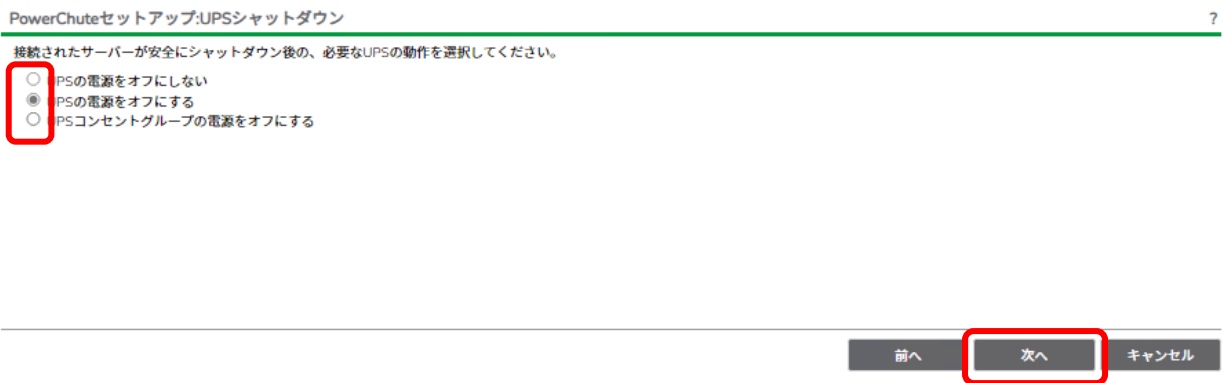 PowerChuteセットアップ:UPSシャットダウン ?
接続されたサーバーが安全にシャットダウン後の、必要なUPSの動作を選択してください。
UPSの電源をオフにしない
UPSの電源をオフにする
UPSコンセントグループの電源をオフにする
前へ 次へ キャンセル